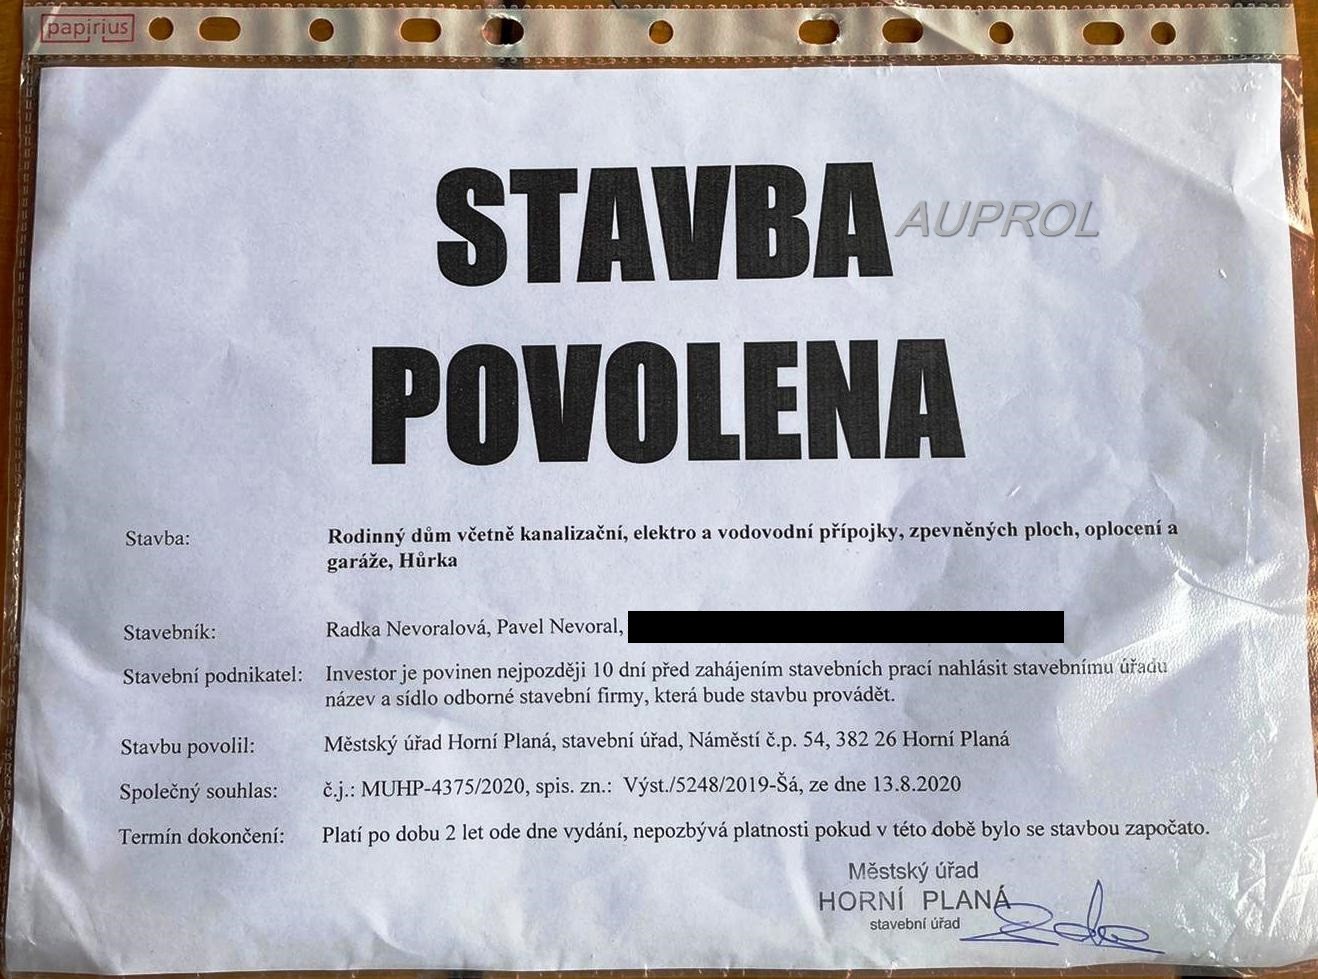 papirius
STAVBA
AUPROL
POVOLENA
Stavba: Rodinný dům včetně kanalizační, elektro a vodovodní přípojky, zpevněných ploch, oplocení a
garáže, Hůrka
Stavebník: Radka Nevoralová, Pavel Nevoral,
Stavební podnikatel: Investor je povinen nejpozději 10 dní před zahájením stavebních prací nahlásit stavebnímu úřadu
název a sídlo odborné stavební firmy, která bude stavbu provádět.
Stavbu povolil: Městský úřad Horní Planá, stavební úřad, Náměstí č.p. 54, 382 26 Horní Planá
Společný souhlas: č.j.: MUHP-4375/2020, spis. zn.: Výst./5248/2019-Šá, ze dne 13.8.2020
Termín dokončení: Platí po dobu 2 let ode dne vydání, nepozbývá platnosti pokud v této době bylo se stavbou započato.
Městský úřad
HORNÍ PLANÁ
stavební úřad